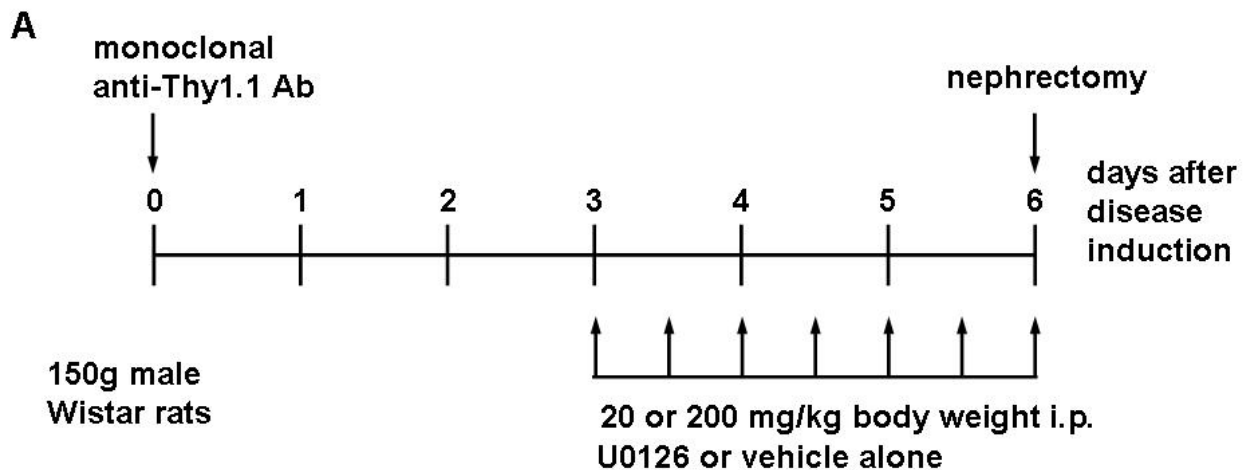 A
monoclonal
anti-Thy1.1 Ab
nephrectomy
0 1 2 3 4 5 6
days after
disease
induction
150g male
Wistar rats
20 or 200 mg/kg body weight i.p.
U0126 or vehicle alone